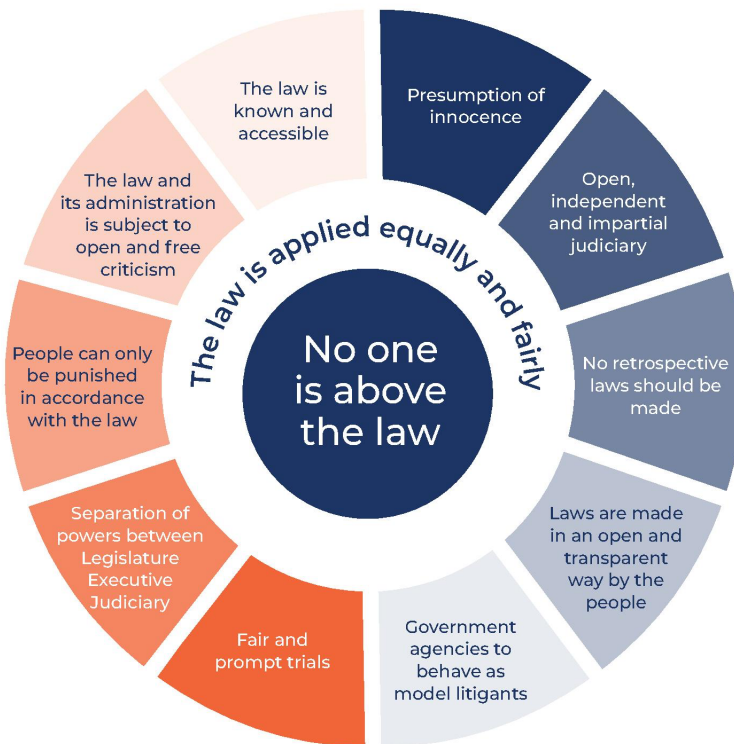 No one
is above
the law
The law is applied equally and fairly
Presumption of
innocence
Open,
independent
and impartial
judiciary
No retrospective
laws should be
made
Laws are made
in an open and
transparent
way by the
people
Government
agencies to
behave as
model litigants
Fair and
prompt trials
Separation of
powers between
Legislature
Executive
Judiciary
People can only
be punished
in accordance
with the law
The law and
its administration
is subject to
open and free
criticism
The law is
known and
accessible